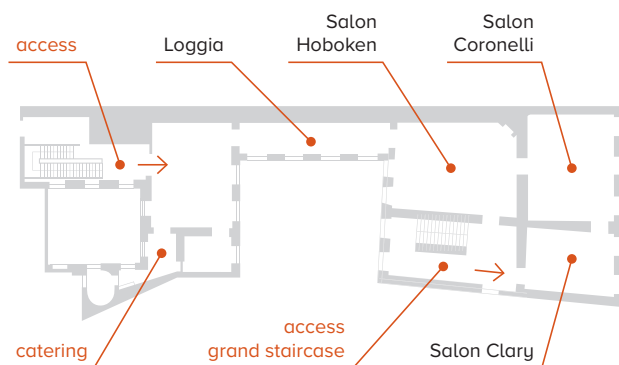 access
Loggia
Salon
Hoboken
Salon
Coronelli
catering
access
grand staircase
Salon Clary